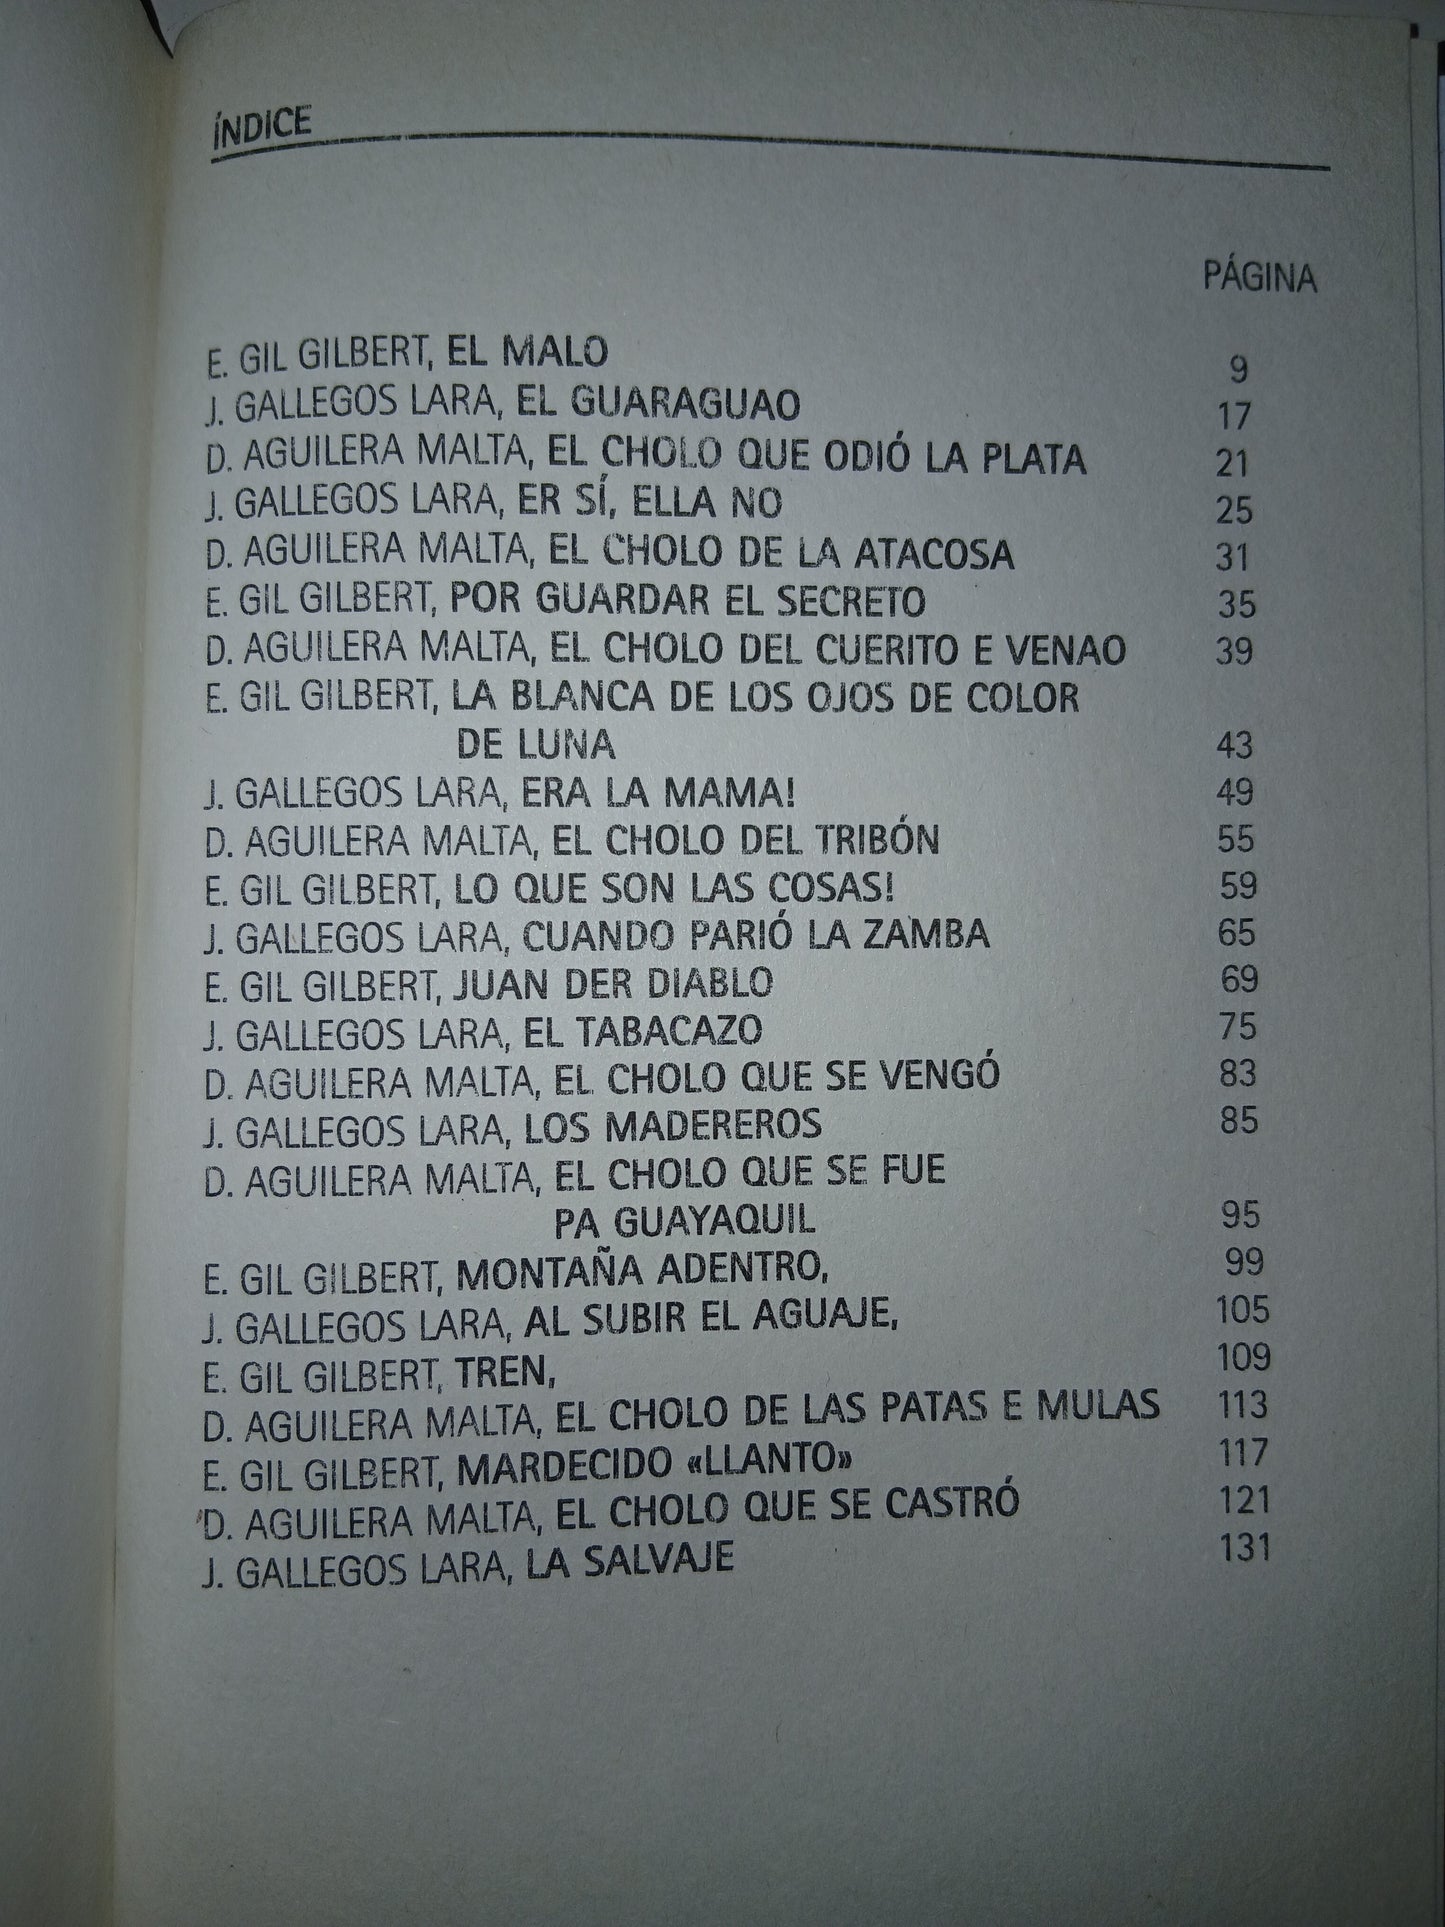 ÍNDICE
PÁGINA
E. GIL GILBERT, EL MALO 9
J. GALLEGOS LARA, EL GUARAGUAO 17
D. AGUILERA MALTA, EL CHOLO QUE ODIÓ LA PLATA 21
J. GALLEGOS LARA, ER SÍ, ELLA NO 25
D. AGUILERA MALTA, EL CHOLO DE LA ATACOSA 31
E. GIL GILBERT, POR GUARDAR EL SECRETO 35
D. AGUILERA MALTA, EL CHOLO DEL CUERITO E VENAO 39
E. GIL GILBERT, LA BLANCA DE LOS OJOS DE COLOR
DE LUNA 43
J. GALLEGOS LARA, ERA LA MAMA! 49
D. AGUILERA MALTA, EL CHOLO DEL TRIBÓN 55
E. GIL GILBERT, LO QUE SON LAS COSAS! 59
J. GALLEGOS LARA, CUANDO PARIÓ LA ZAMBA 65
E. GIL GILBERT, JUAN DER DIABLO 69
J. GALLEGOS LARA, EL TABACAZO 75
D. AGUILERA MALTA, EL CHOLO QUE SE VENGÓ 83
J. GALLEGOS LARA, LOS MADEREROS 85
D. AGUILERA MALTA, EL CHOLO QUE SE FUE
PA GUAYAQUIL 95
E. GIL GILBERT, MONTAÑA ADENTRO, 99
J. GALLEGOS LARA, AL SUBIR EL AGUAJE, 105
E. GIL GILBERT, TREN, 109
D. AGUILERA MALTA, EL CHOLO DE LAS PATAS E MULAS 113
E. GIL GILBERT, MARDECIDO «LLANTO» 117
D. AGUILERA MALTA, EL CHOLO QUE SE CASTRÓ 121
J. GALLEGOS LARA, LA SALVAJE 131